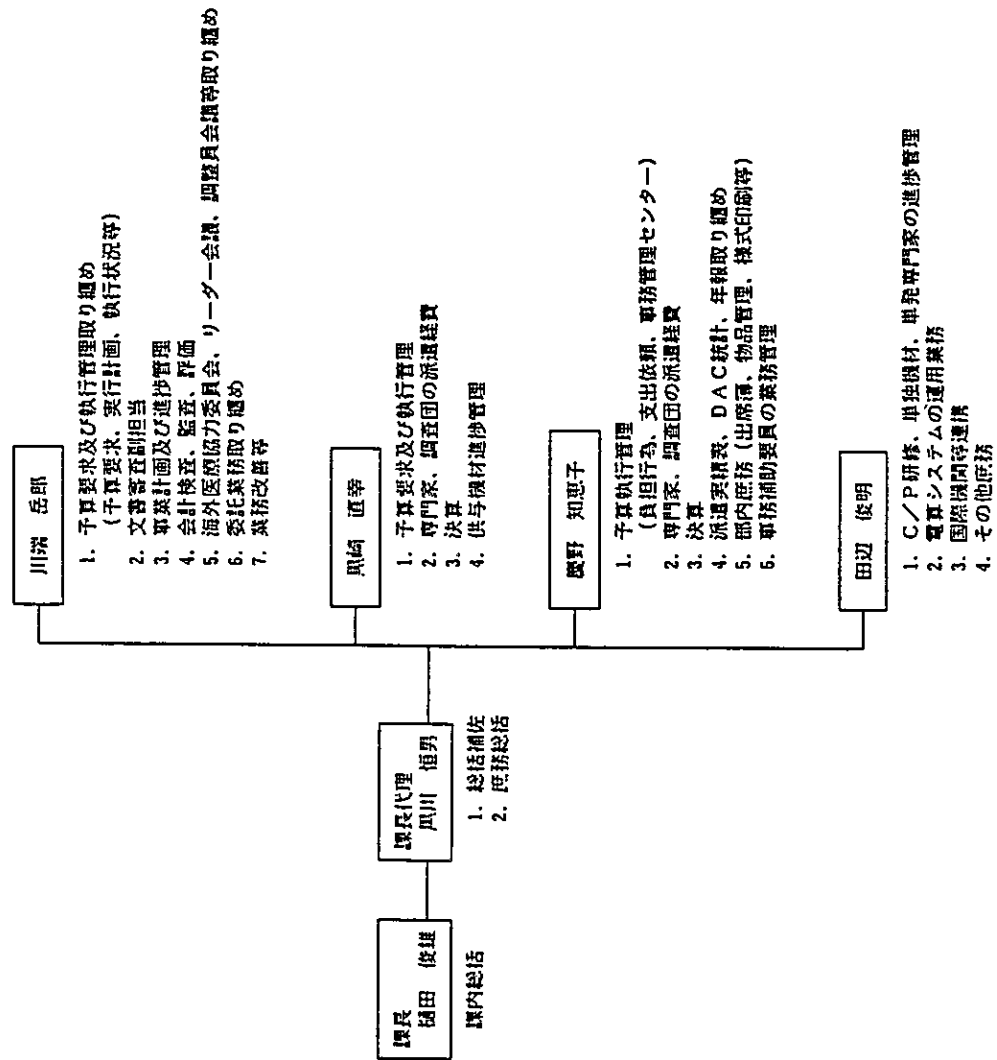 課長
樋田 俊雄
課内総括
課長代理
黒川 恒男
1. 総括補佐
2. 庶務総括
川端 岳郎
1. 予算要求及び執行管理取り纏め
(予算要求、実行計画、執行状況等)
2. 文書審査副担当
3. 事業計画及び進捗管理
4. 会計検査、監査、評価
5. 海外医療協力委員会、リーダー会議、調整員会議等取り纏め
6. 委託業務取り纏め
7. 業務改善等
黒崎 直幸
1. 予算要求及び執行管理
2. 専門家、調査団の派遣経費
3. 決算
4. 供与機材進捗管理
慶野 知恵子
1. 予算執行管理
(負担行為、支出依頼、事務管理センター)
2. 専門家、調査団の派遣経費
3. 決算
4. 派遣実績表、DAC統計、年報取り纏め
5. 部内庶務(出席簿、物品管理、様式印刷等)
6. 事務補助要員の業務管理
田辺 俊明
1. C/P研修、単独機材、単発専門家の進捗管理
2. 電算システムの運用業務
3. 国際機関等連携
4. その他庶務